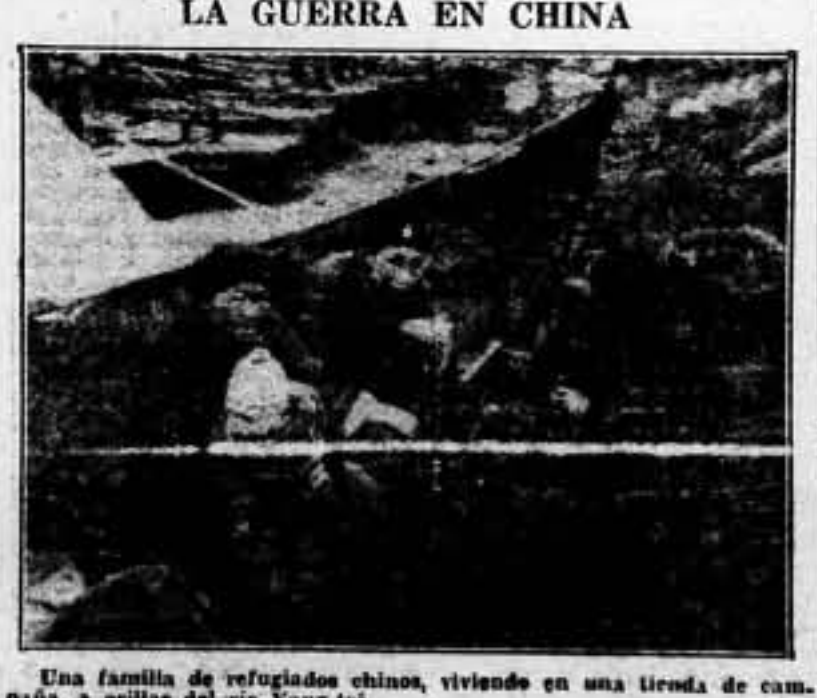 LA GUERRA EN CHINA
Una familia de refugiados chinos, viviendo en una tienda de cam-
paña, a orillas del río